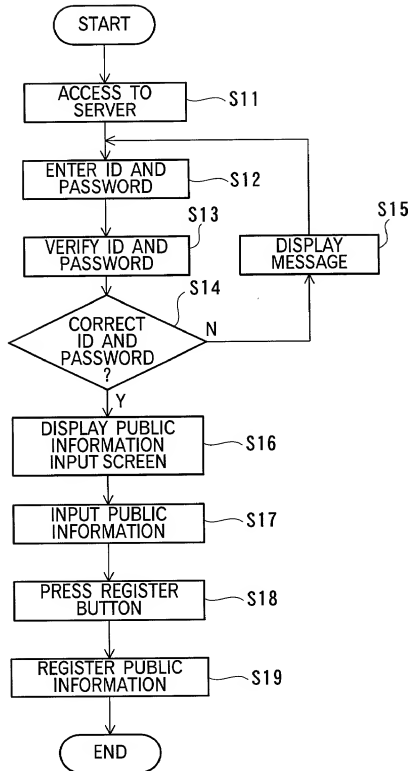 START
ACCESS TO
SERVER
S11
ENTER ID AND
PASSWORD
S12
S13
VERIFY ID AND
PASSWORD
S15
DISPLAY
MESSAGE
S14
CORRECT
ID AND
PASSWORD
?
N
Y
DISPLAY PUBLIC
INFORMATION
INPUT SCREEN
S16
INPUT PUBLIC
INFORMATION
S17
PRESS REGISTER
BUTTON
S18
REGISTER PUBLIC
INFORMATION
S19
END